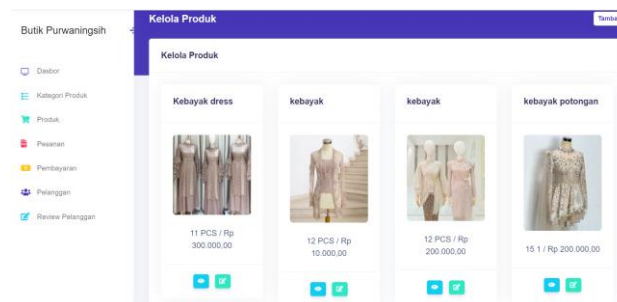 Butik Purwaningsih
Dasbor
Kategori Produk
Produk
Pesanan
Pembayaran
Pelanggan
Review Pelanggan
Kelola Produk
Tamba
Kelola Produk
Kebayak dress
11 PCS / Rp
300.000,00
kebayak
12 PCS / Rp
10.000,00
kebayak
12 PCS / Rp
200.000,00
kebayak potongan
15 1 / Rp 200.000,00